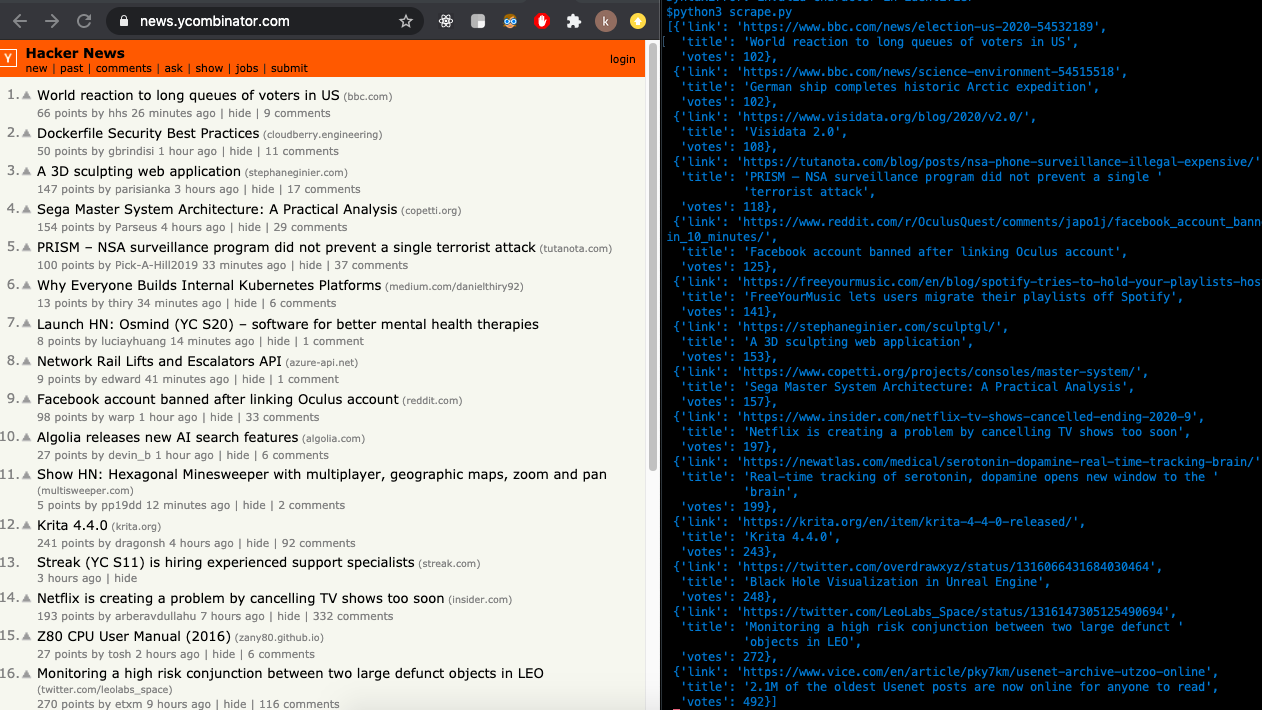 news.ycombinator.com
k
Y
Hacker News
new | past | comments | ask | show | jobs | submit
login
1. World reaction to long queues of voters in US (bbc.com)
66 points by hhs 26 minutes ago | hide | 9 comments
2. Dockerfile Security Best Practices (cloudberry.engineering)
50 points by gbrindisi 1 hour ago | hide | 11 comments
3. A 3D sculpting web application (stephaneginier.com)
147 points by parisianka 3 hours ago | hide | 17 comments
4. Sega Master System Architecture: A Practical Analysis (copetti.org)
154 points by Parseus 4 hours ago | hide | 29 comments
5. PRISM – NSA surveillance program did not prevent a single terrorist attack (tutanota.com)
100 points by Pick-A-Hill2019 33 minutes ago | hide | 37 comments
6. Why Everyone Builds Internal Kubernetes Platforms (medium.com/danielthiry92)
13 points by thiry 34 minutes ago | hide | 6 comments
7. Launch HN: Osmind (YC S20) – software for better mental health therapies
8 points by luciayhuang 14 minutes ago | hide | 1 comment
8. Network Rail Lifts and Escalators API (azure-api.net)
9 points by edward 41 minutes ago | hide | 1 comment
9. Facebook account banned after linking Oculus account (reddit.com)
98 points by warp 1 hour ago | hide | 33 comments
10. Algolia releases new AI search features (algolia.com)
27 points by devin_b 1 hour ago | hide | 6 comments
11. Show HN: Hexagonal Minesweeper with multiplayer, geographic maps, zoom and pan
(multisweeper.com)
5 points by pp19dd 12 minutes ago | hide | 2 comments
12. Krita 4.4.0 (krita.org)
241 points by dragonsh 4 hours ago | hide | 92 comments
13. Streak (YC S11) is hiring experienced support specialists (streak.com)
3 hours ago | hide
14. Netflix is creating a problem by cancelling TV shows too soon (insider.com)
193 points by arberavdullahu 7 hours ago | hide | 332 comments
15. Z80 CPU User Manual (2016) (zany80.github.io)
27 points by tosh 2 hours ago | hide | 6 comments
16. Monitoring a high risk conjunction between two large defunct objects in LEO
(twitter.com/leolabs_space)
270 points by etxm 9 hours ago | hide | 116 comments
$python3 scrape.py
[{'link': 'https://www.bbc.com/news/election-us-2020-54532189',
'title': 'World reaction to long queues of voters in US',
'votes': 102},
{'link': 'https://www.bbc.com/news/science-environment-54515518',
'title': 'German ship completes historic Arctic expedition',
'votes': 102},
{'link': 'https://www.visidata.org/blog/2020/v2.0/',
'title': 'Visidata 2.0',
'votes': 108},
{'link': 'https://tutanota.com/blog/posts/nsa-phone-surveillance-illegal-expensive/'
'title': 'PRISM – NSA surveillance program did not prevent a single '
'terrorist attack',
'votes': 118},
{'link': 'https://www.reddit.com/r/OculusQuest/comments/japo1j/facebook_account_bann
in_10_minutes/',
'title': 'Facebook account banned after linking Oculus account',
'votes': 125},
{'link': 'https://freeyourmusic.com/en/blog/spotify-tries-to-hold-your-playlists-hos
'title': 'FreeYourMusic lets users migrate their playlists off Spotify',
'votes': 141},
{'link': 'https://stephaneginier.com/sculptgl/',
'title': 'A 3D sculpting web application',
'votes': 153},
{'link': 'https://www.copetti.org/projects/consoles/master-system/',
'title': 'Sega Master System Architecture: A Practical Analysis',
'votes': 157},
{'link': 'https://www.insider.com/netflix-tv-shows-cancelled-ending-2020-9',
'title': 'Netflix is creating a problem by cancelling TV shows too soon',
'votes': 197},
{'link': 'https://newatlas.com/medical/serotonin-dopamine-real-time-tracking-brain/'
'title': 'Real-time tracking of serotonin, dopamine opens new window to the '
'brain',
'votes': 199},
{'link': 'https://krita.org/en/item/krita-4-4-0-released/',
'title': 'Krita 4.4.0',
'votes': 243},
{'link': 'https://twitter.com/overdrawxyz/status/1316066431684030464',
'title': 'Black Hole Visualization in Unreal Engine',
'votes': 248},
{'link': 'https://twitter.com/LeoLabs_Space/status/1316147305125490694',
'title': 'Monitoring a high risk conjunction between two large defunct '
'objects in LEO',
'votes': 272},
{'link': 'https://www.vice.com/en/article/pky7km/usenet-archive-utzoo-online',
'title': '2.1M of the oldest Usenet posts are now online for anyone to read',
'votes': 492}]